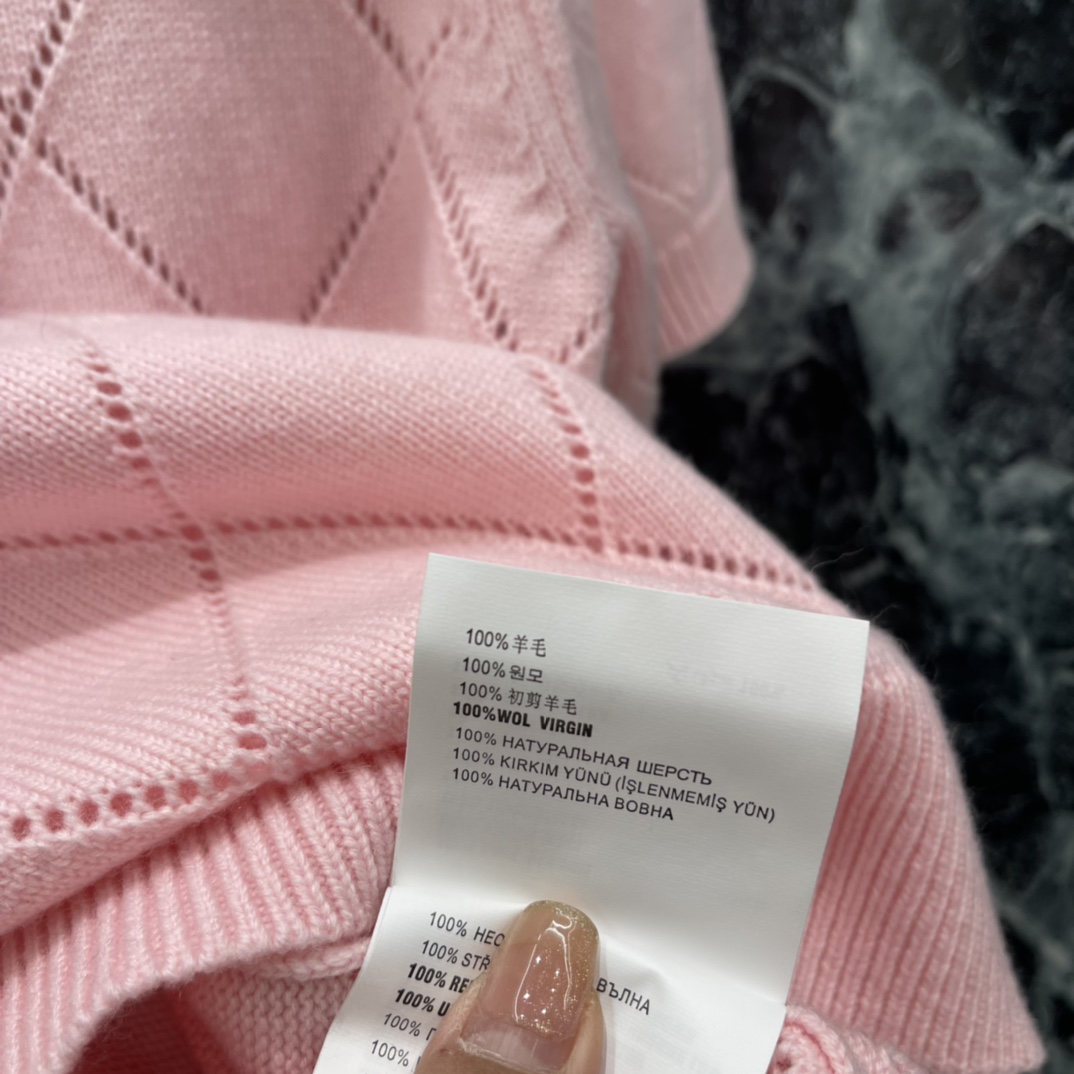 100%羊毛
100%원모
100% 初剪羊毛
100%WOL VIRGIN
100% НАТУРАЛЬНАЯ ШЕРСТЬ
100% KIRKIM YÜNÜ (İŞLENMEMİŞ YÜN)
100% НАТУРАЛЬНА ВОВНА
100%
100% ВЪЛНА
100%
100%
100%
100%